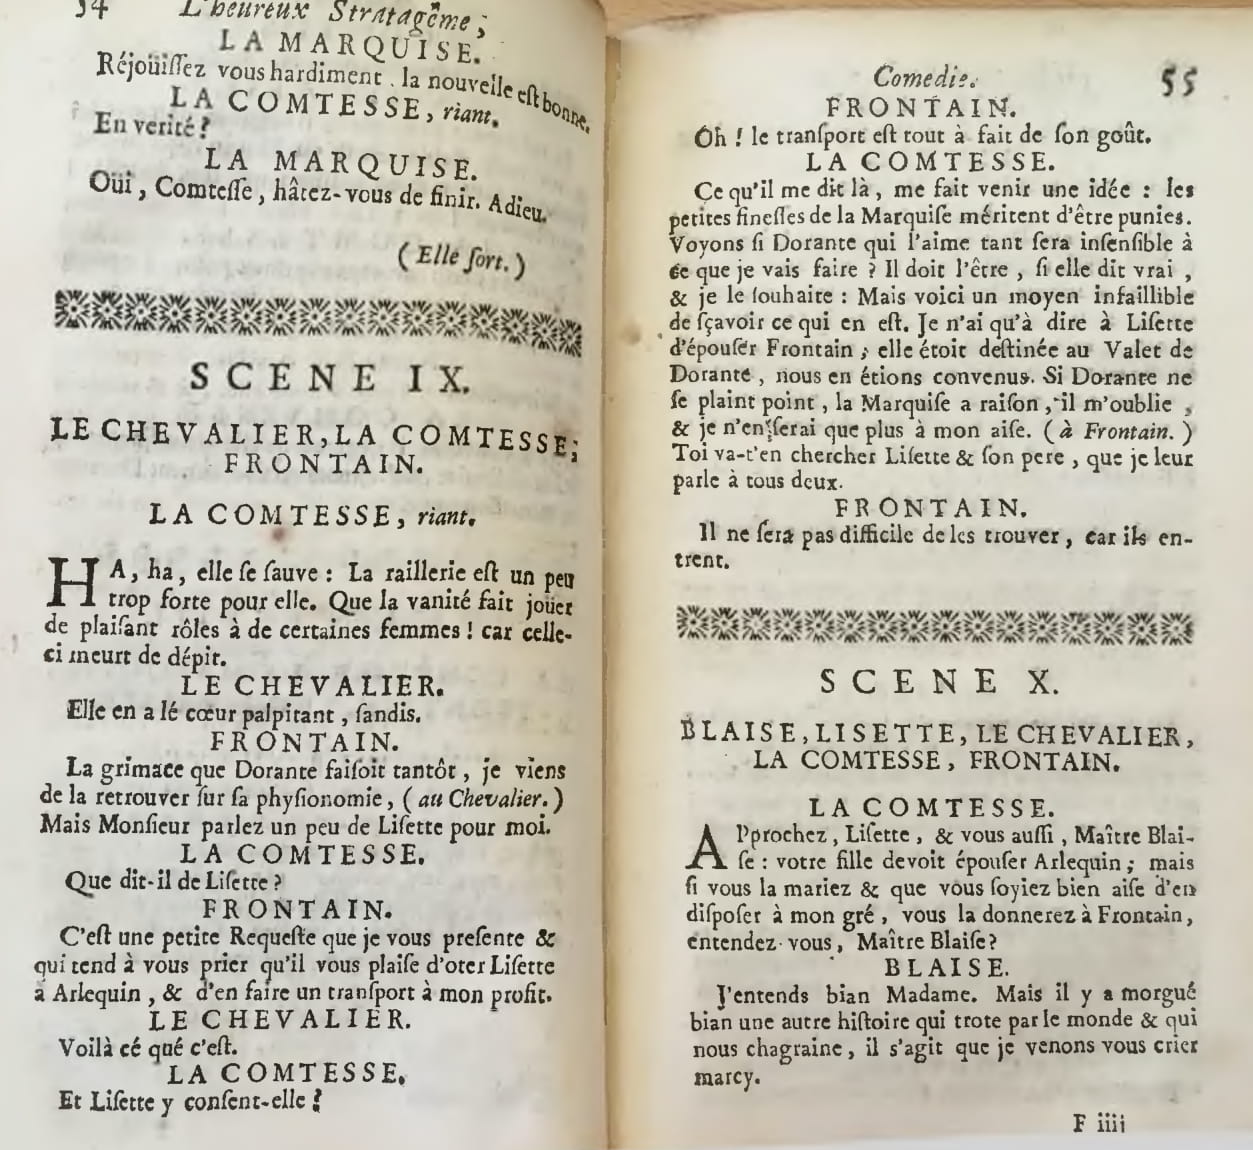 54 L'heureux Stratagême ;
LA MARQUISE.
Réjoüiſſez vous hardiment . la nouvelle eſt bonne.
LA COMTESSE, riant.
En verité ?
LA MARQUISE.
Oüi , Comteſſe , hâtez-vous de finir. Adieu.
( Elle ſort. )
SCENE IX.
LE CHEVALIER, LA COMTESSE ;
FRONTAIN.
LA COMTESSE, riant.
HA, ha , elle ſe ſauve : La raillerie eſt un peu
trop forte pour elle. Que la vanité fait joüer
de plaiſant rôles à de certaines femmes ! car celle-
ci meurt de dépit.
LE CHEVALIER.
Elle en a lé cœur palpitant , ſandis.
FRONTAIN.
La grimace que Dorante faiſoit tantôt , je viens
de la retrouver ſur ſa phyſionomie , ( au Chevalier. )
Mais Monſieur parlez un peu de Liſette pour moi.
LA COMTESSE.
Que dit-il de Liſette ?
FRONTAIN.
C'eſt une petite Requeſte que je vous preſente &
qui tend à vous prier qu'il vous plaiſe d'oter Liſette
à Arlequin , & d'en faire un tranſport à mon profit.
LE CHEVALIER.
Voilà cé qué c'eſt.
LA COMTESSE.
Et Liſette y conſent-elle ?
Comedie. 55
FRONTAIN.
Oh ! le tranſport eſt tout à fait de ſon goût.
LA COMTESSE.
Ce qu'il me dit là , me fait venir une idée : les
petites fineſſes de la Marquiſe méritent d'être punies.
Voyons ſi Dorante qui l'aime tant ſera inſenſible à
ce que je vais faire ? Il doit l'être , ſi elle dit vrai ,
& je le ſouhaite : Mais voici un moyen infaillible
de ſçavoir ce qui en eſt. Je n'ai qu'à dire à Liſette
d'épouſer Frontain ; elle étoit deſtinée au Valet de
Dorante , nous en étions convenus. Si Dorante ne
ſe plaint point , la Marquiſe a raiſon , il m'oublie ,
& je n'en ſerai que plus à mon aiſe. ( à Frontain. )
Toi va-t'en chercher Liſette & ſon pere , que je leur
parle à tous deux.
FRONTAIN.
Il ne ſera pas difficile de les trouver , car ils en-
trent.
SCENE X.
BLAISE, LISETTE, LE CHEVALIER,
LA COMTESSE, FRONTAIN.
LA COMTESSE.
APprochez , Liſette , & vous auſſi , Maître Blai-
ſe : votre fille devoit épouſer Arlequin ; mais
ſi vous la mariez & que vous ſoyiez bien aiſe d'en
diſpoſer à mon gré , vous la donnerez à Frontain ,
entendez-vous , Maître Blaiſe ?
BLAISE.
J'entends bian Madame. Mais il y a morgué
bian une autre hiſtoire qui trote par le monde & qui
nous chagraine , il s'agit que je venons vous crier
marcy.
F iiii